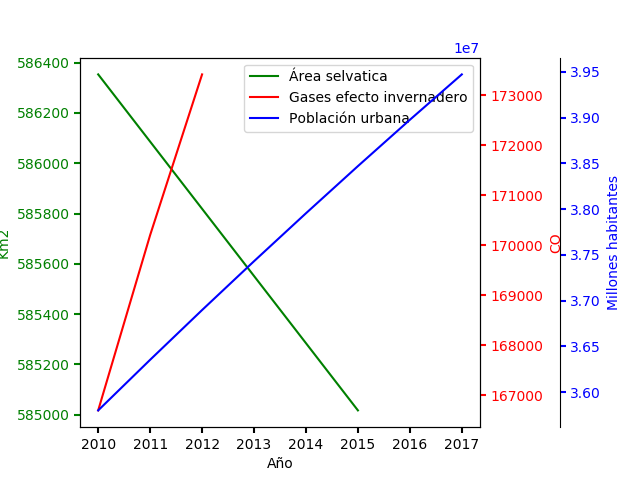 1e7
Área selvatica
Gases efecto invernadero
Población urbana
586400
586200
586000
585800
585600
585400
585200
585000
Km2
173000
172000
171000
170000
169000
168000
167000
CO
3.95
3.90
3.85
3.80
3.75
3.70
3.65
3.60
Millones habitantes
2010 2011 2012 2013 2014 2015 2016 2017
Año